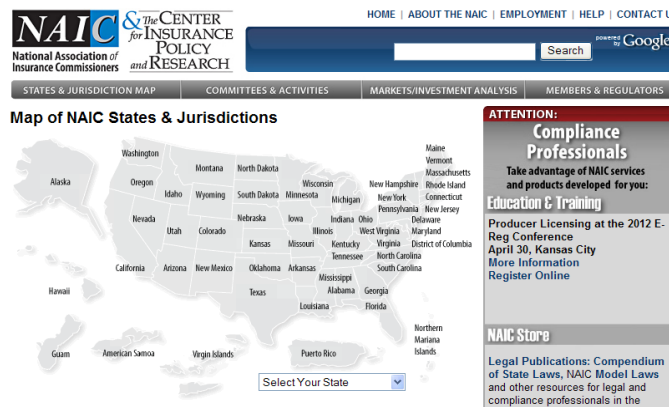 HOME | ABOUT THE NAIC | EMPLOYMENT | HELP | CONTACT
NAIC & The CENTER
for INSURANCE
POLICY
and RESEARCH
National Association of
Insurance Commissioners
Search
powered by Google
STATES & JURISDICTION MAP
COMMITTEES & ACTIVITIES
MARKETS/INVESTMENT ANALYSIS
MEMBERS & REGULATORS
Map of NAIC States & Jurisdictions
Maine
Vermont
Massachusetts
Washington
Montana North Dakota
Alaska
Oregon
Idaho Wyoming South Dakota Minnesota
Wisconsin
Michigan
New Hampshire Rhode Island
New York Connecticut
Pennsylvania New Jersey
Nevada
Utah Colorado
Nebraska Iowa
Illinois
Indiana Ohio
West Virginia
Delaware
Maryland
Kansas Missouri Kentucky Virginia District of Columbia
Tennessee North Carolina
California Arizona New Mexico Oklahoma Arkansas South Carolina
Mississippi
Alabama Georgia
Hawaii
Texas
Louisiana Florida
Northern
Mariana
Islands
Guam
American Samoa
Virgin Islands
Puerto Rico
Select Your State
ATTENTION:
Compliance
Professionals
Take advantage of NAIC services
and products developed for you:
Education & Training
Producer Licensing at the 2012 E-
Reg Conference
April 30, Kansas City
More Information
Register Online
NAIC Store
Legal Publications: Compendium
of State Laws, NAIC Model Laws
and other resources for legal and
compliance professionals in the